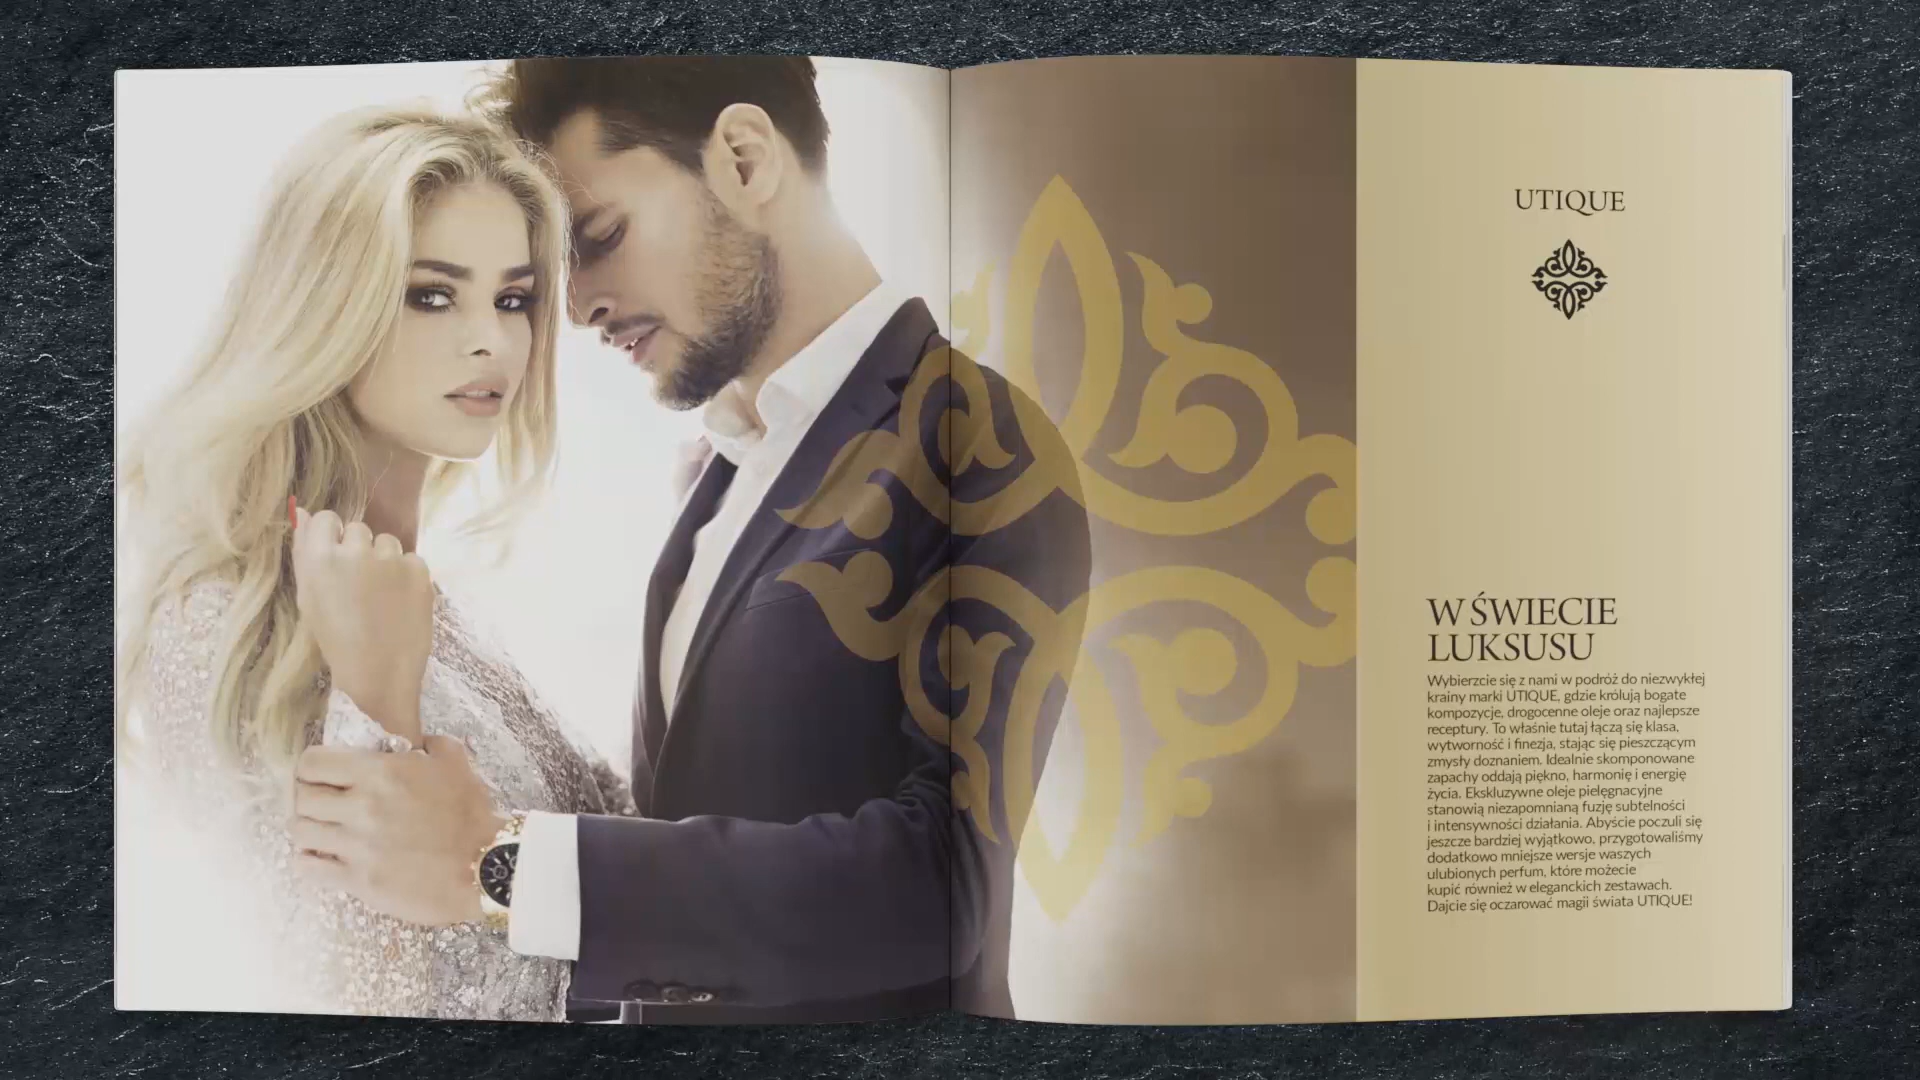 UTIQUE
W ŚWIECIE
LUKSUSU
Wybierzcie się z nami w podróż do niezwykłej
krainy marki UTIQUE, gdzie królują bogate
kompozycje, drogocenne oleje oraz najlepsze
receptury. To właśnie tutaj łączą się klasa,
wytworność i finezja, stając się pieszczącym
zmysły doznaniem. Idealnie skomponowane
zapachy oddają piękno, harmonię i energię
życia. Ekskluzywne oleje pielęgnacyjne
stanowią niezapomnianą fuzję subtelności
i intensywności działania. Abyście poczuli się
jeszcze bardziej wyjątkowo, przygotowaliśmy
dodatkowo mniejsze wersje waszych
ulubionych perfum, które możecie
kupić również w eleganckich zestawach.
Dajcie się oczarować magii świata UTIQUE!